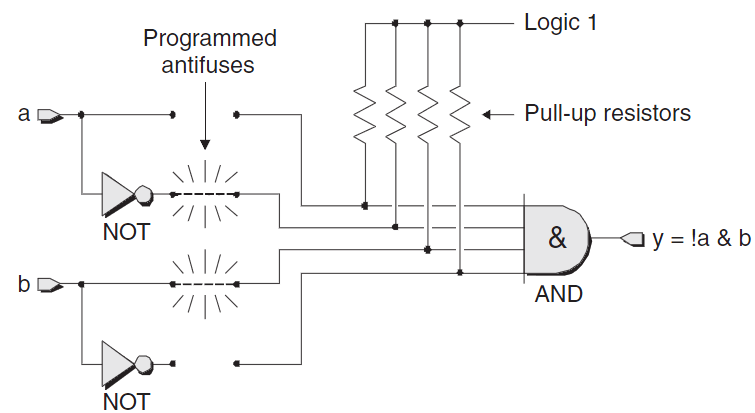 Logic 1
Programmed
antifuses
a
Pull-up resistors
NOT
&
y = !a & b
b
AND
NOT